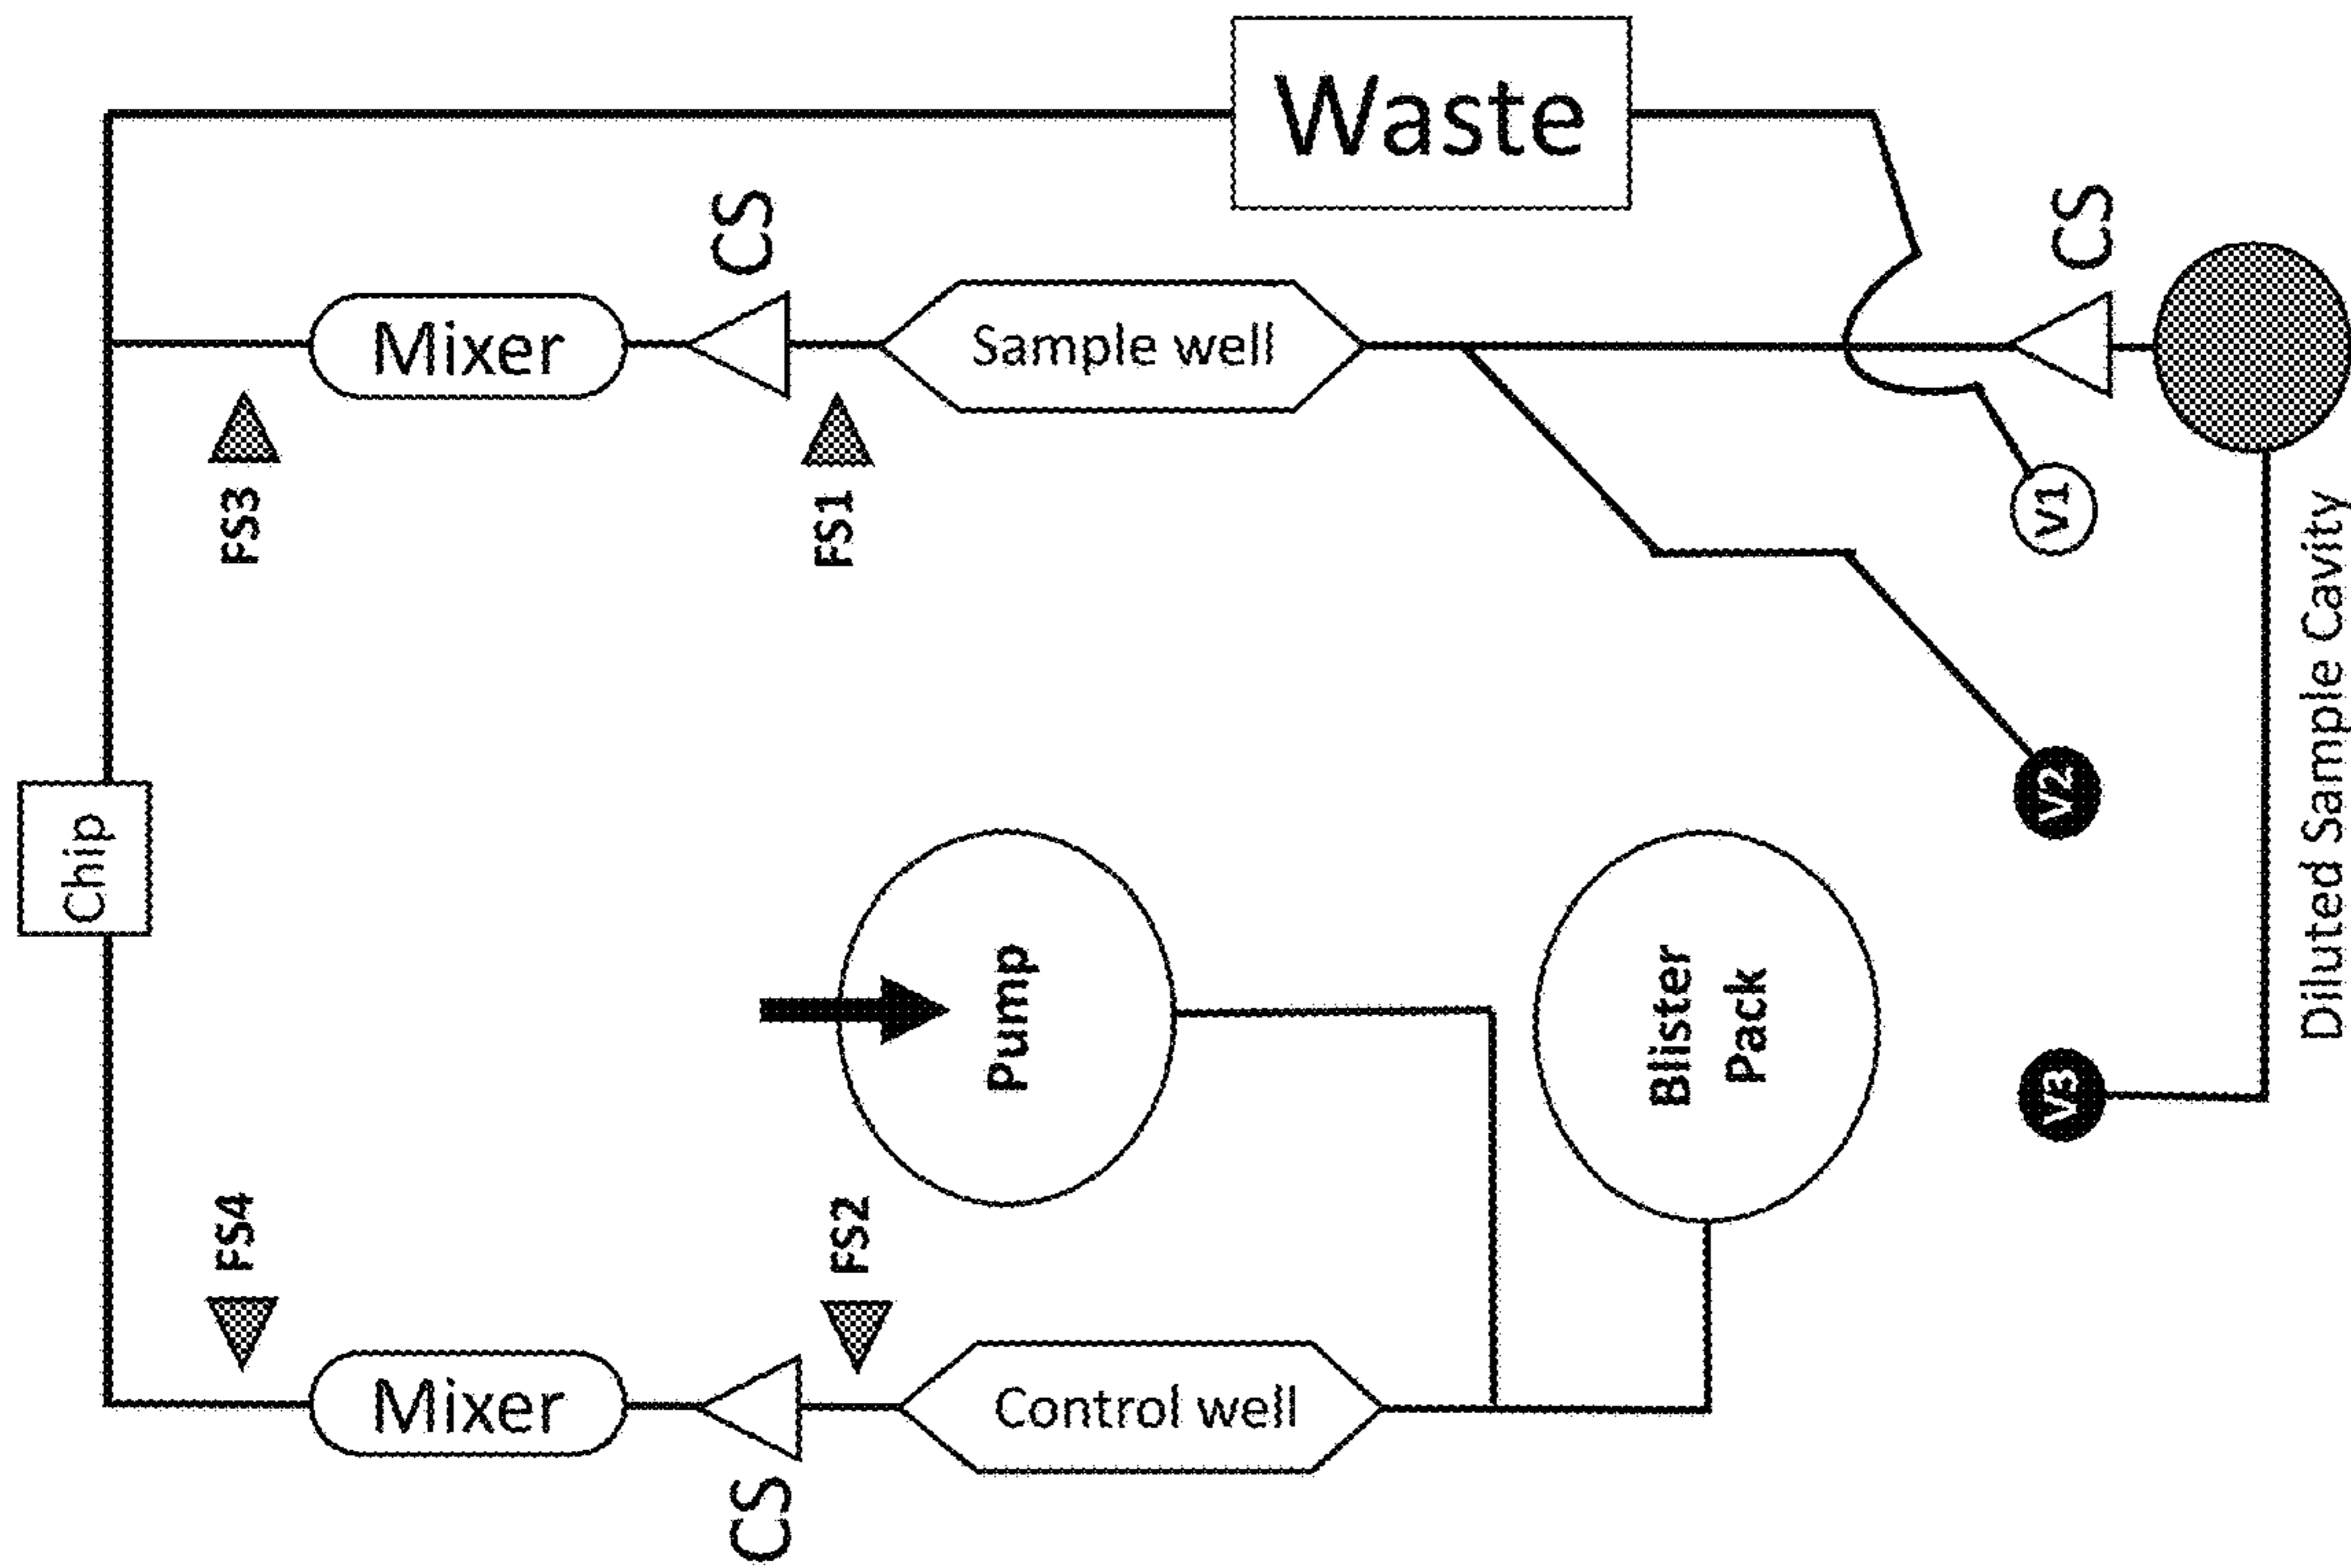 Waste
CS
CS
Mixer
Sample well
FS3
FS1
V1
Chip
Pump
Blister
Pack
V2
V3
Diluted Sample Cavity
FS4
FS2
Mixer
Control well
CS